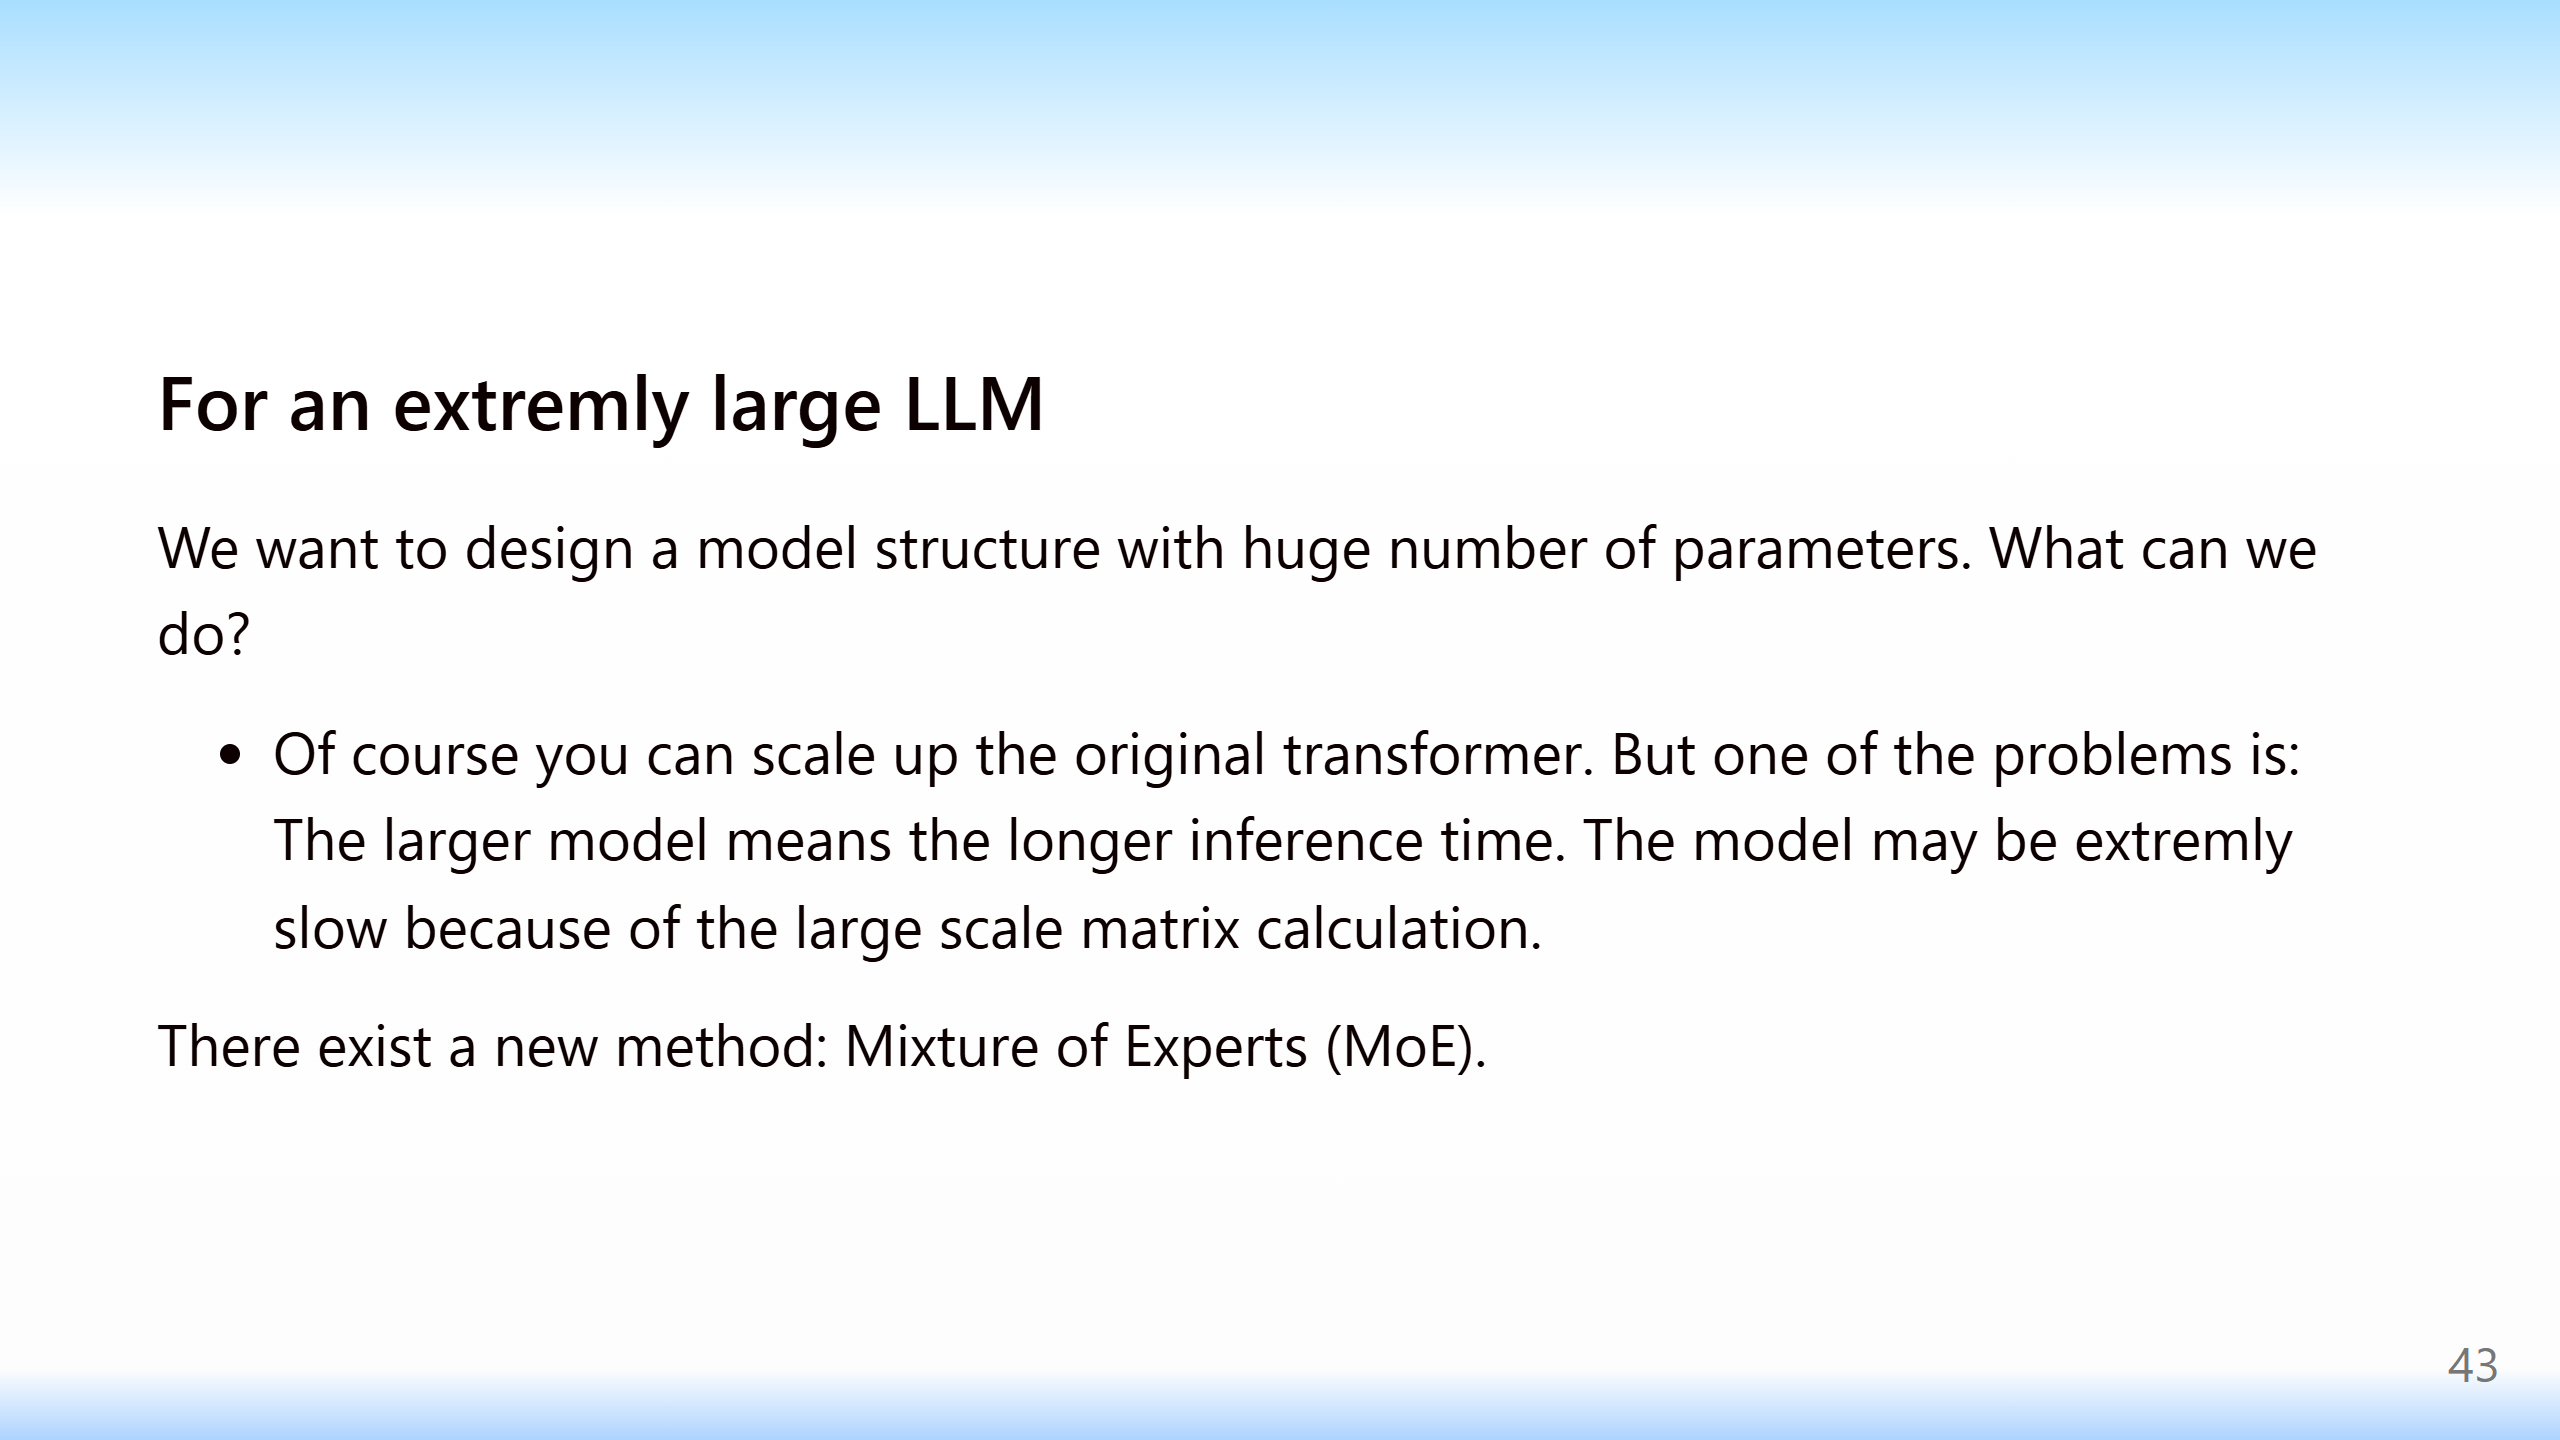 For an extremly large LLM
We want to design a model structure with huge number of parameters. What can we
do?
• Of course you can scale up the original transformer. But one of the problems is:
The larger model means the longer inference time. The model may be extremly
slow because of the large scale matrix calculation.
There exist a new method: Mixture of Experts (MoE).
43